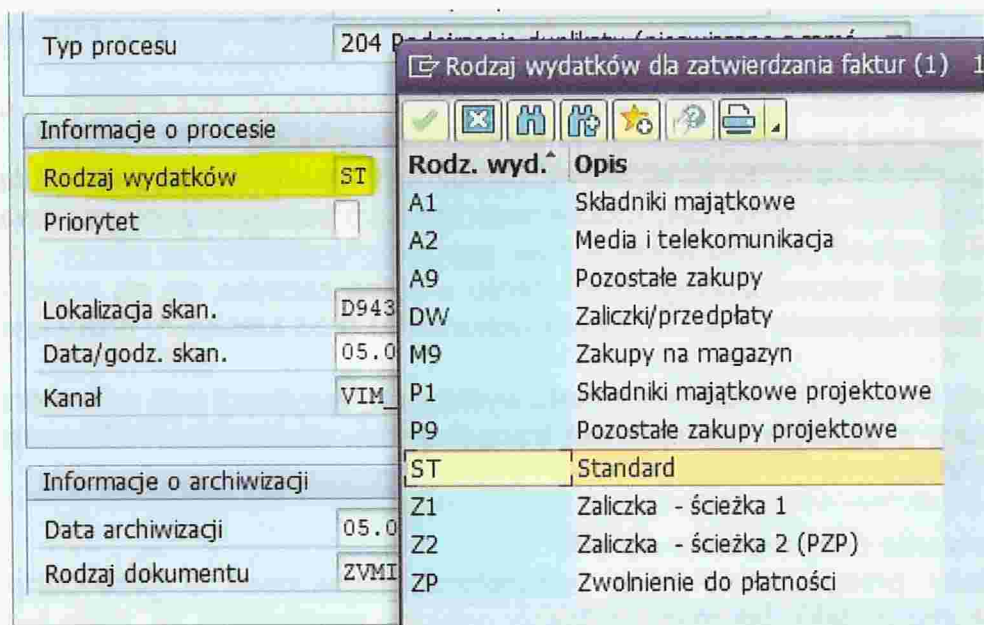 Typ procesu
204
Informacje o procesie
Rodzaj wydatków
ST
Priorytet
Lokalizacja skan.
D943
Data/godz. skan.
05.0
Kanał
VIM_
Informacje o archiwizacji
Data archiwizacji
05.0
Rodzaj dokumentu
ZVMI
Rodzaj wydatków dla zatwierdzania faktur (1) 1
Rodz. wyd. Opis
A1 Składniki majątkowe
A2 Media i telekomunikacja
A9 Pozostałe zakupy
DW Zaliczki/przedpłaty
M9 Zakupy na magazyn
P1 Składniki majątkowe projektowe
P9 Pozostałe zakupy projektowe
ST Standard
Z1 Zaliczka - ścieżka 1
Z2 Zaliczka - ścieżka 2 (PZP)
ZP Zwolnienie do płatności